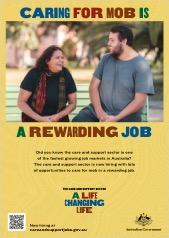 CARING FOR MOB IS
A REWARDING JOB
Did you know the care and support sector is one
of the fastest growing job markets in Australia?
The care and support sector is now hiring with lots
of opportunities to care for mob in a rewarding job.
THE CARE AND SUPPORT SECTOR
A LIFE
CHANGING
LIFE
Now hiring at
careandsupportjobs.gov.au
Australian Government